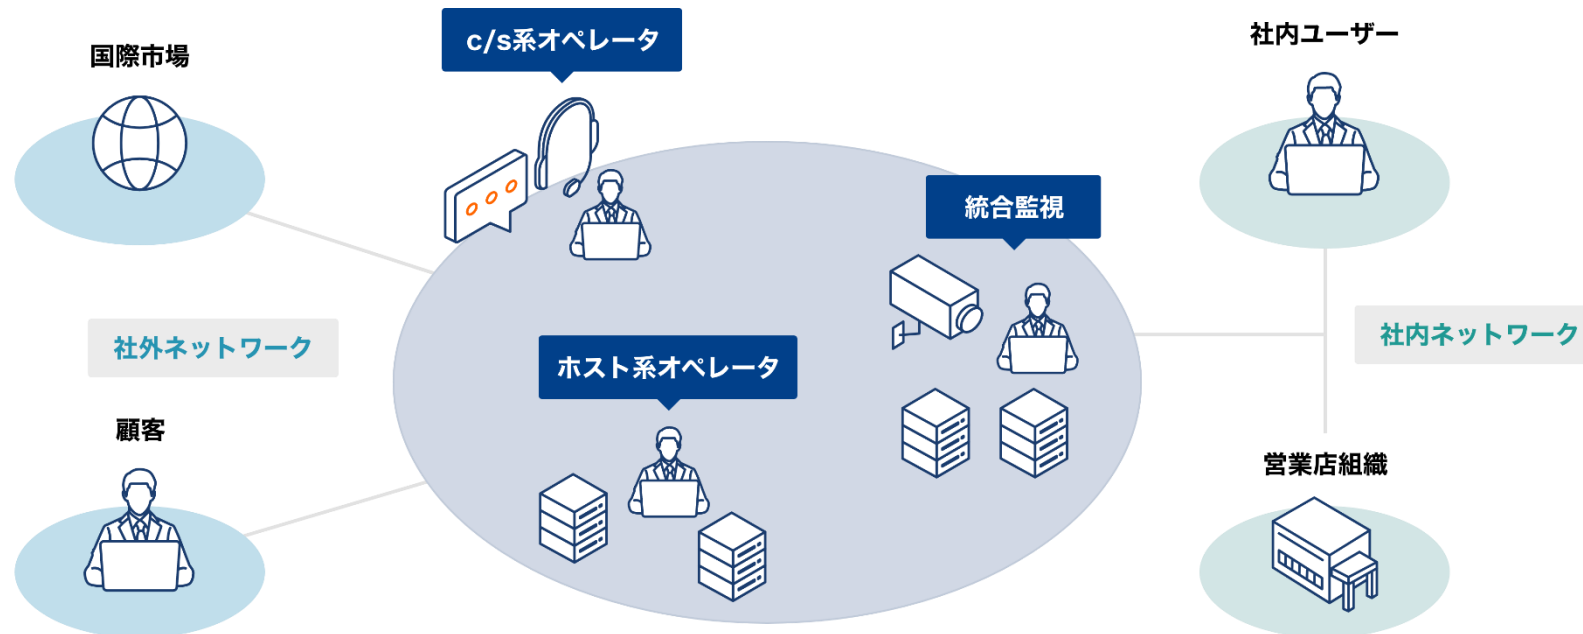 国際市場
c/s系オペレータ
社内ユーザー
統合監視
社外ネットワーク
ホスト系オペレータ
社内ネットワーク
顧客
営業店組織